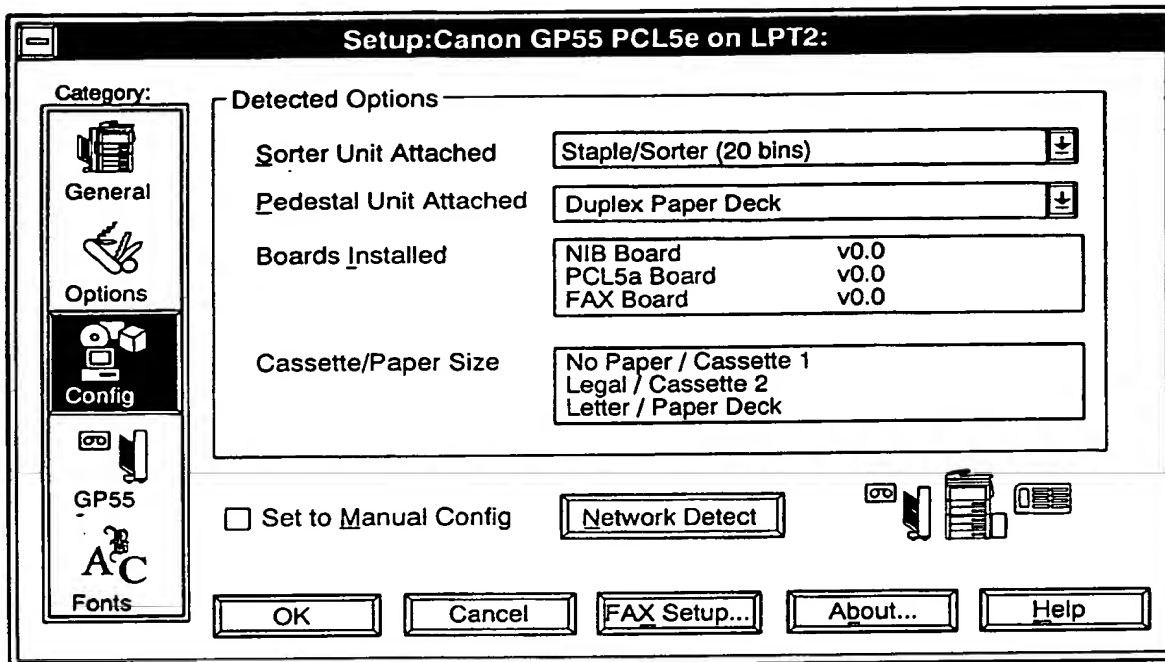 Setup:Canon GP55 PCL5e on LPT2:
Category:
General
Options
Config
GP55
Fonts
Detected Options
Sorter Unit Attached
Staple/Sorter (20 bins)
Pedestal Unit Attached
Duplex Paper Deck
Boards Installed
NIB Board v0.0
PCL5a Board v0.0
FAX Board v0.0
Cassette/Paper Size
No Paper / Cassette 1
Legal / Cassette 2
Letter / Paper Deck
Set to Manual Config
Network Detect
OK
Cancel
FAX Setup...
About...
Help